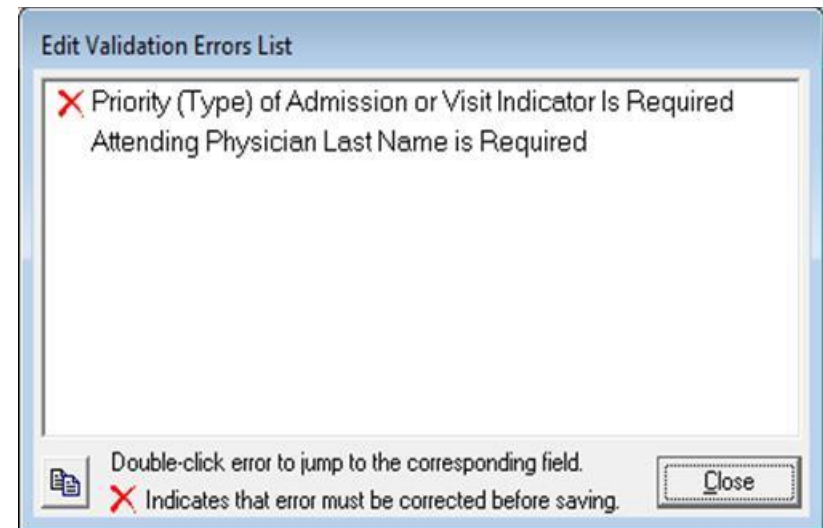 Edit Validation Errors List
Priority (Type) of Admission or Visit Indicator Is Required
Attending Physician Last Name is Required
Double-click error to jump to the corresponding field.
Indicates that error must be corrected before saving.
Close